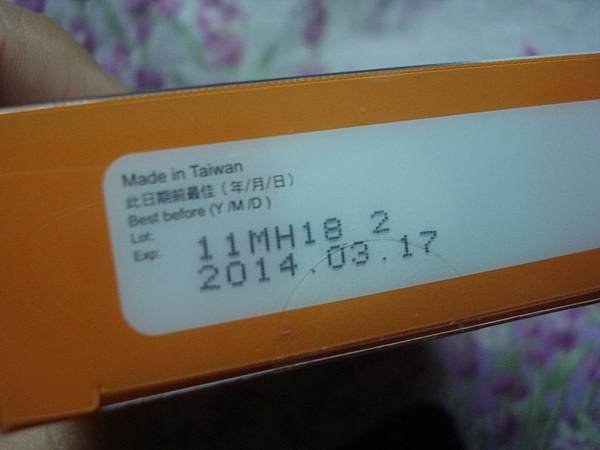 Made in Taiwan
此日期前最佳（年/月/日）
Best before (Y /M /D )
Lot: 11MH18 2
Exp: 2014.03.17